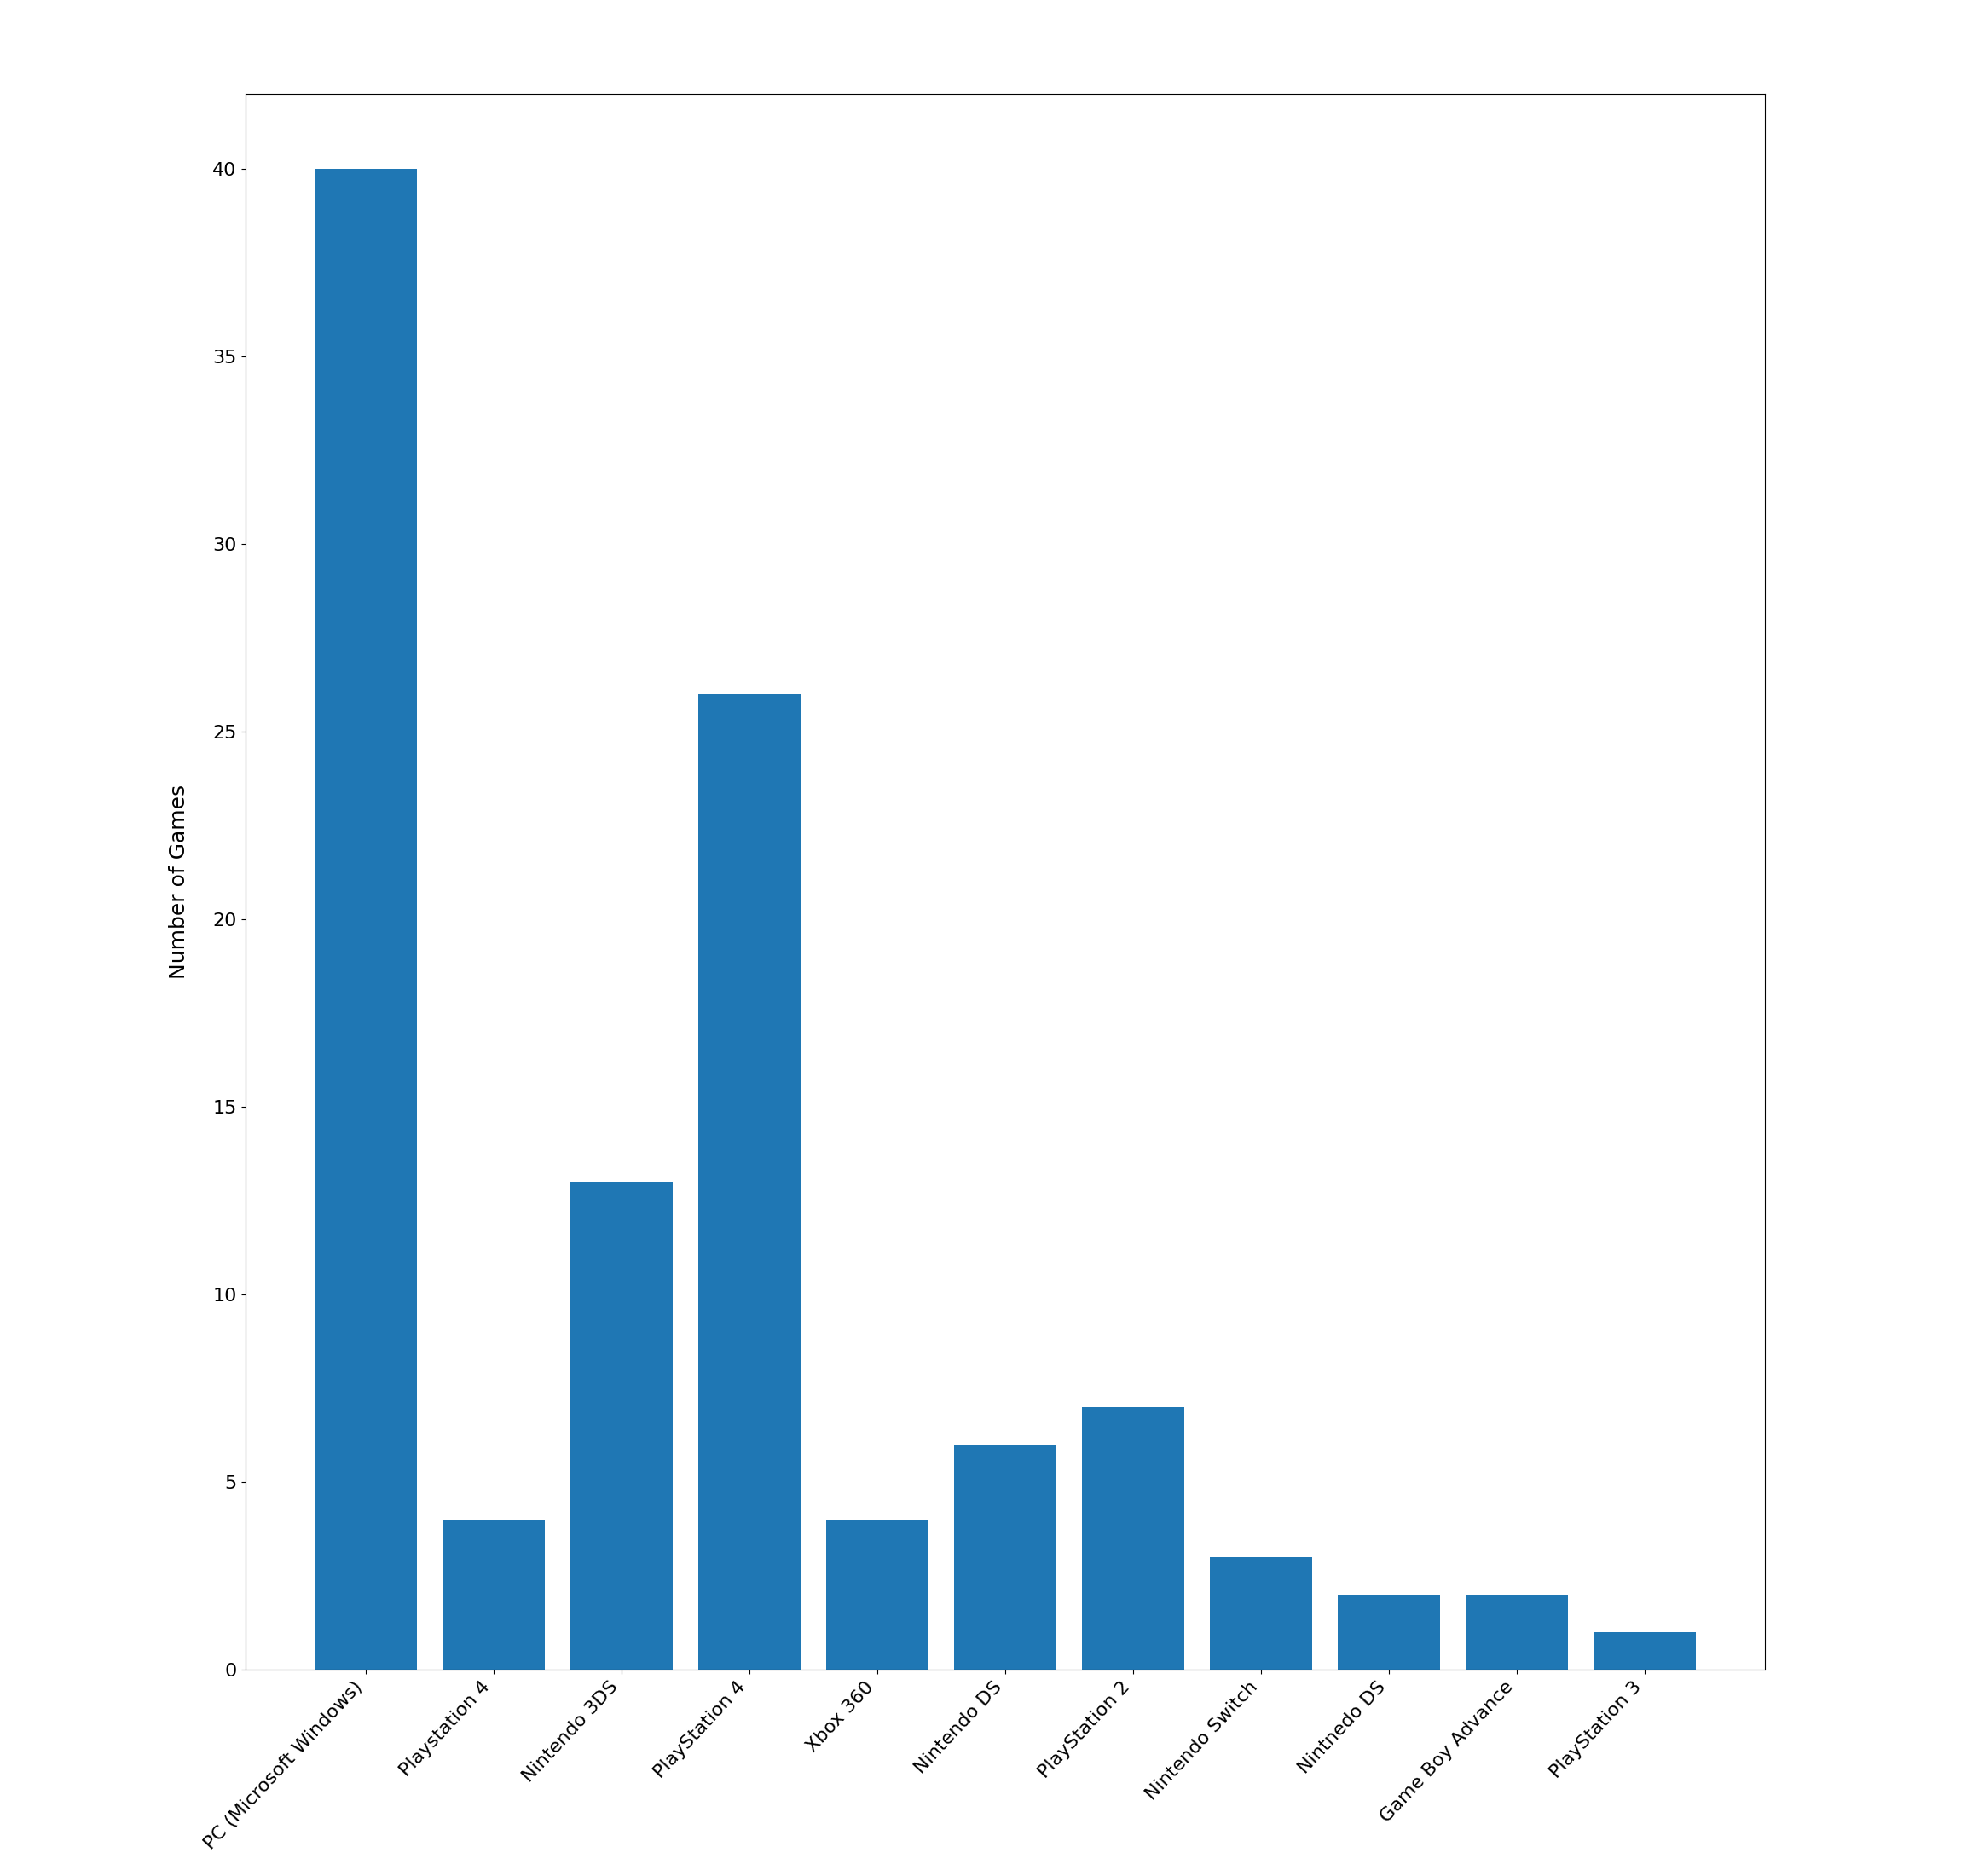 Number of Games
40
35
30
25
20
15
10
5
0
PC (Microsoft Windows)
Playstation 4
Nintendo 3DS
PlayStation 4
Xbox 360
Nintendo DS
PlayStation 2
Nintendo Switch
Nintnedo DS
Game Boy Advance
PlayStation 3